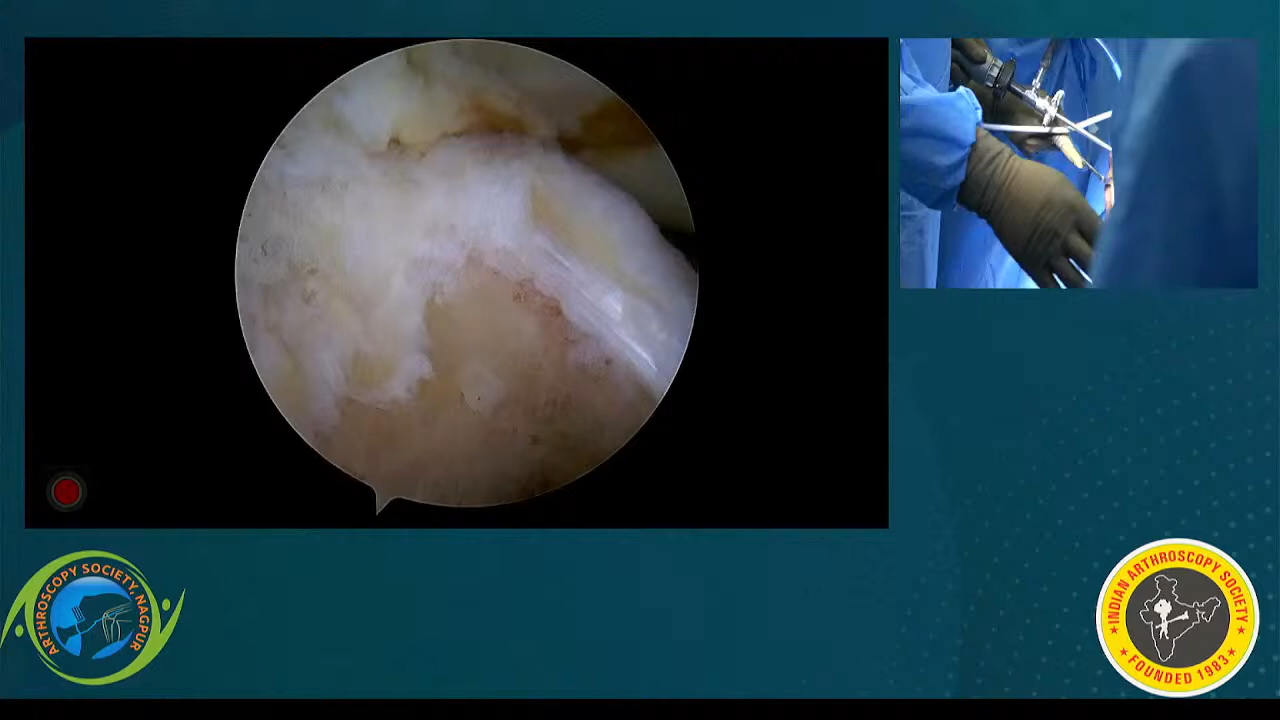 ARTHROSCOPY SOCIETY, NAGPUR
INDIAN ARTHROSCOPY SOCIETY
FOUNDED 1983